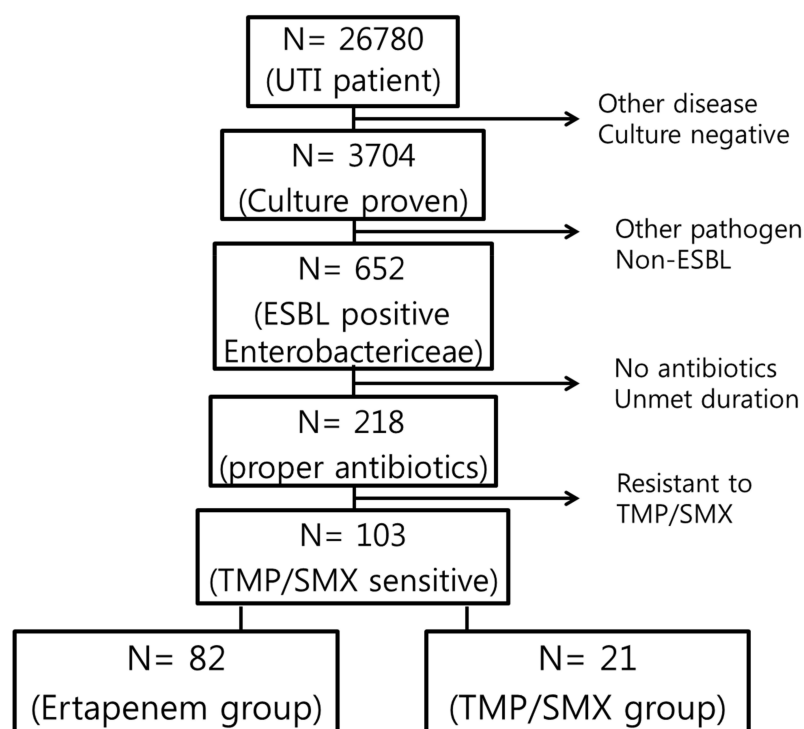 N= 26780
(UTI patient)
Other disease
Culture negative
N= 3704
(Culture proven)
Other pathogen
Non-ESBL
N= 652
(ESBL positive
Enterobactericeae)
No antibiotics
Unmet duration
N= 218
(proper antibiotics)
Resistant to
TMP/SMX
N= 103
(TMP/SMX sensitive)
N= 82
(Ertapenem group)
N= 21
(TMP/SMX group)